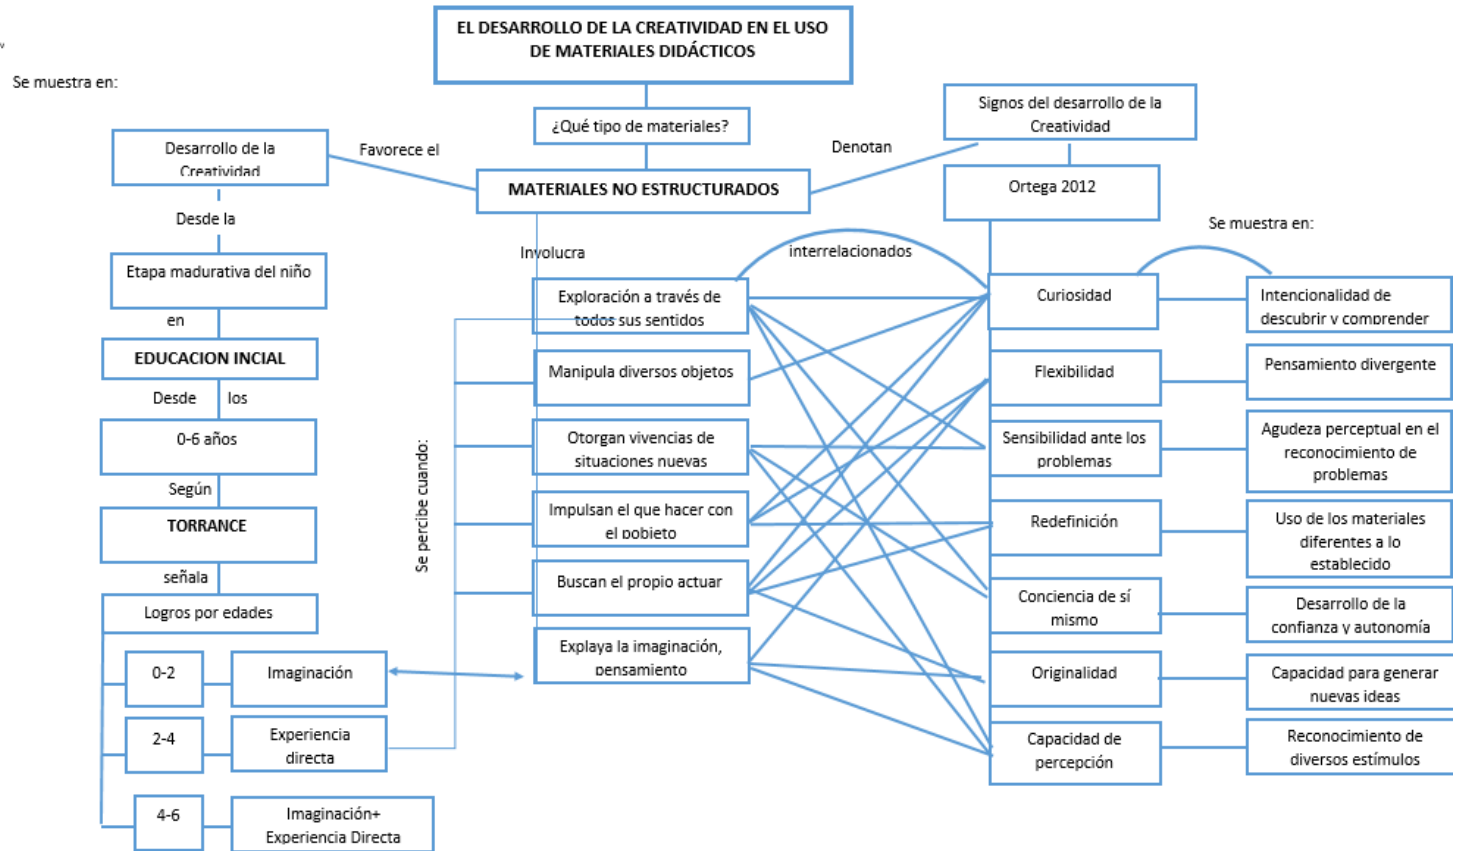 EL DESARROLLO DE LA CREATIVIDAD EN EL USO
DE MATERIALES DIDÁCTICOS
Se muestra en:
¿Qué tipo de materiales?
Signos del desarrollo de la
Creatividad
Desarrollo de la
Creatividad
Favorece el
Denotan
MATERIALES NO ESTRUCTURADOS
Ortega 2012
Desde la
Se muestra en:
Involucra
interrelacionados
Etapa madurativa del niño
en
EDUCACION INCIAL
Desde los
0-6 años
Según
TORRANCE
señala
Logros por edades
0-2
Imaginación
2-4
Experiencia
directa
4-6
Imaginación+
Experiencia Directa
Se percibe cuando:
Exploración a través de
todos sus sentidos
Manipula diversos objetos
Otorgan vivencias de
situaciones nuevas
Impulsan el que hacer con
el pobjeto
Buscan el propio actuar
Explaya la imaginación,
pensamiento
Curiosidad
Intencionalidad de
descubrir y comprender
Flexibilidad
Pensamiento divergente
Sensibilidad ante los
problemas
Agudeza perceptual en el
reconocimiento de
problemas
Redefinición
Uso de los materiales
diferentes a lo
establecido
Conciencia de sí
mismo
Desarrollo de la
confianza y autonomía
Originalidad
Capacidad para generar
nuevas ideas
Capacidad de
percepción
Reconocimiento de
diversos estímulos